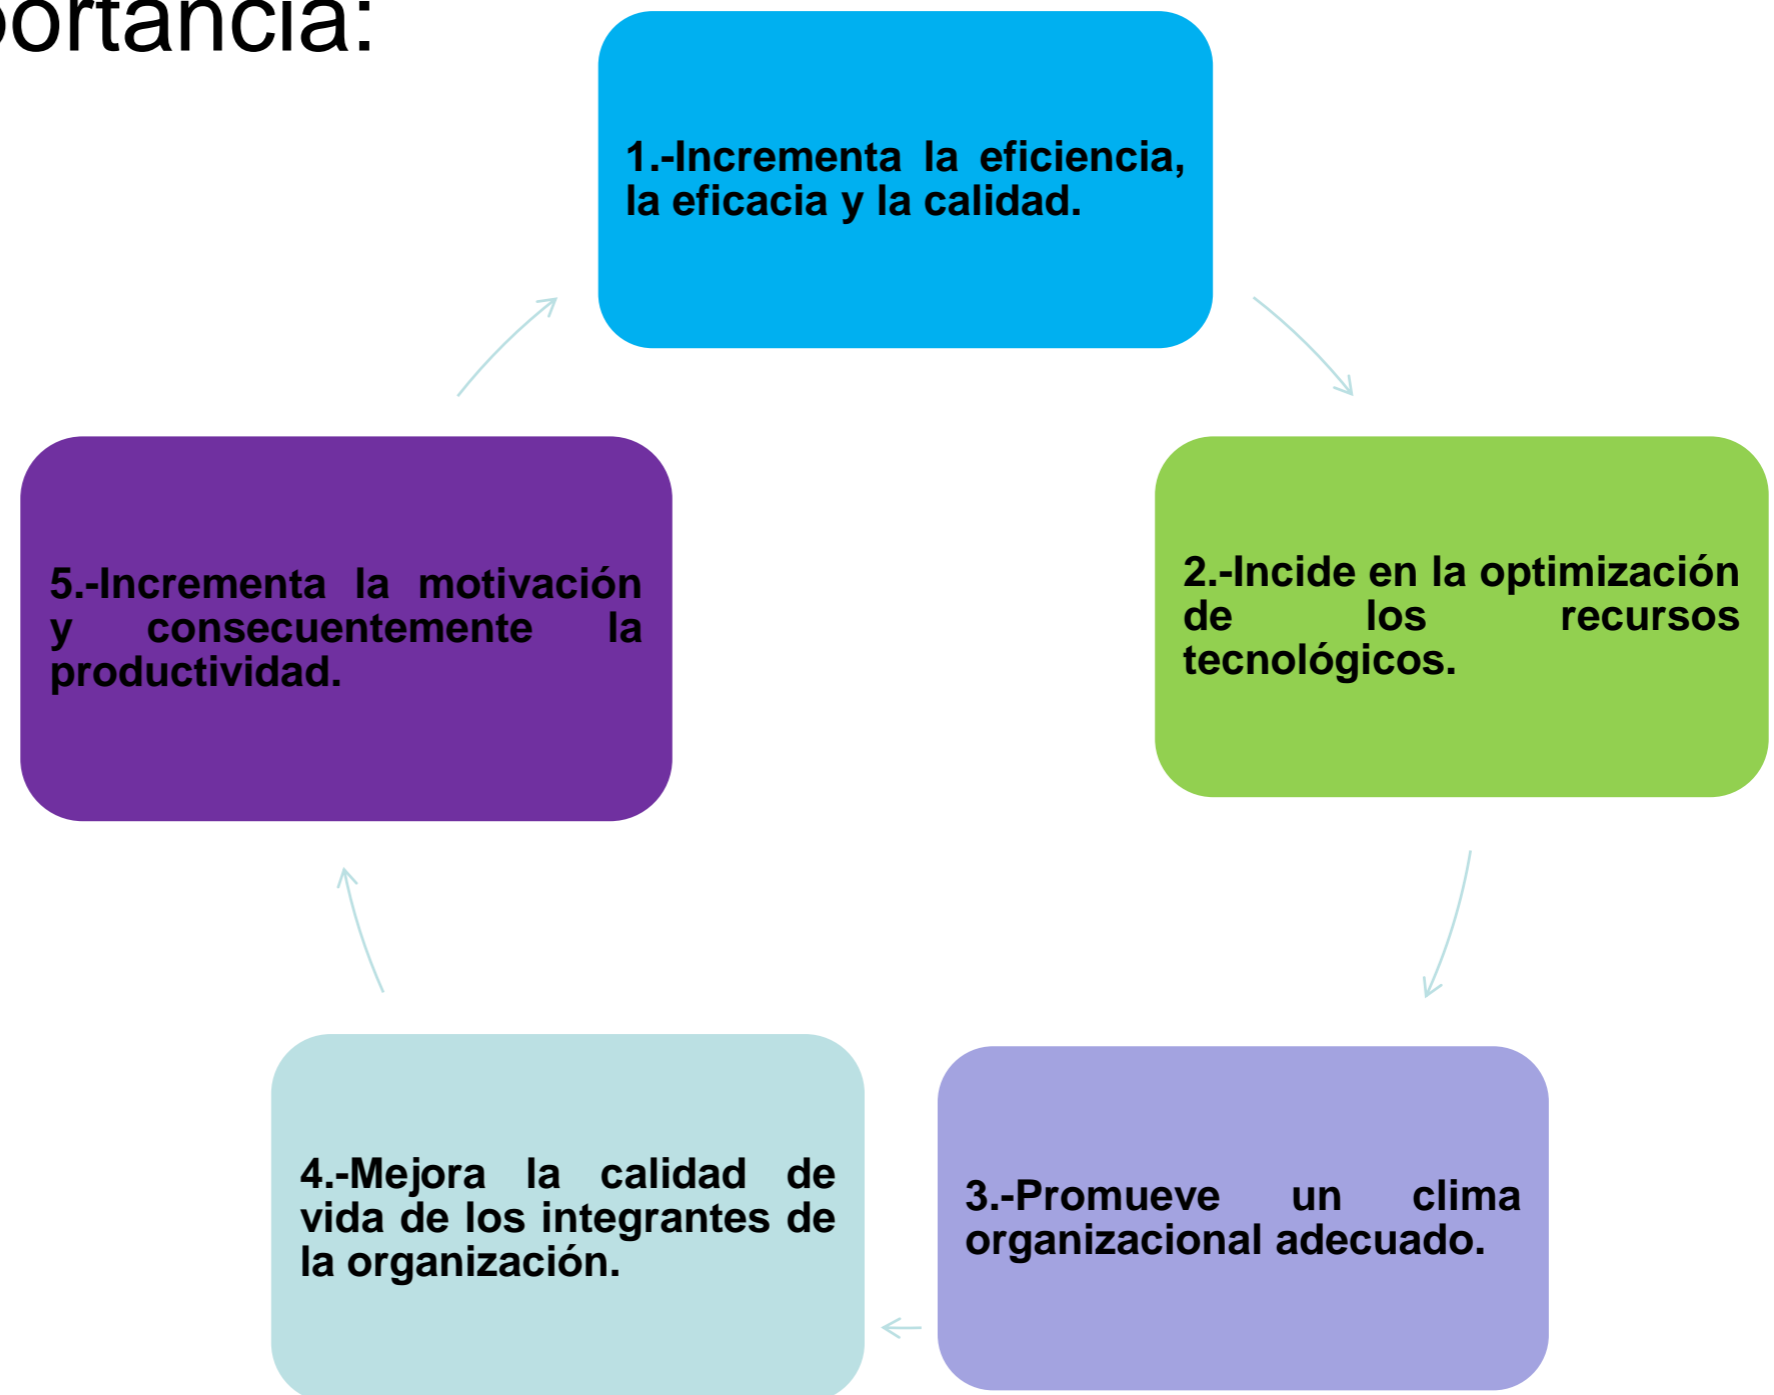 portancia:
1.-Incrementa la eficiencia,
la eficacia y la calidad.
2.-Incide en la optimización
de los recursos
tecnológicos.
3.-Promueve un clima
organizacional adecuado.
4.-Mejora la calidad de
vida de los integrantes de
la organización.
5.-Incrementa la motivación
y consecuentemente la
productividad.